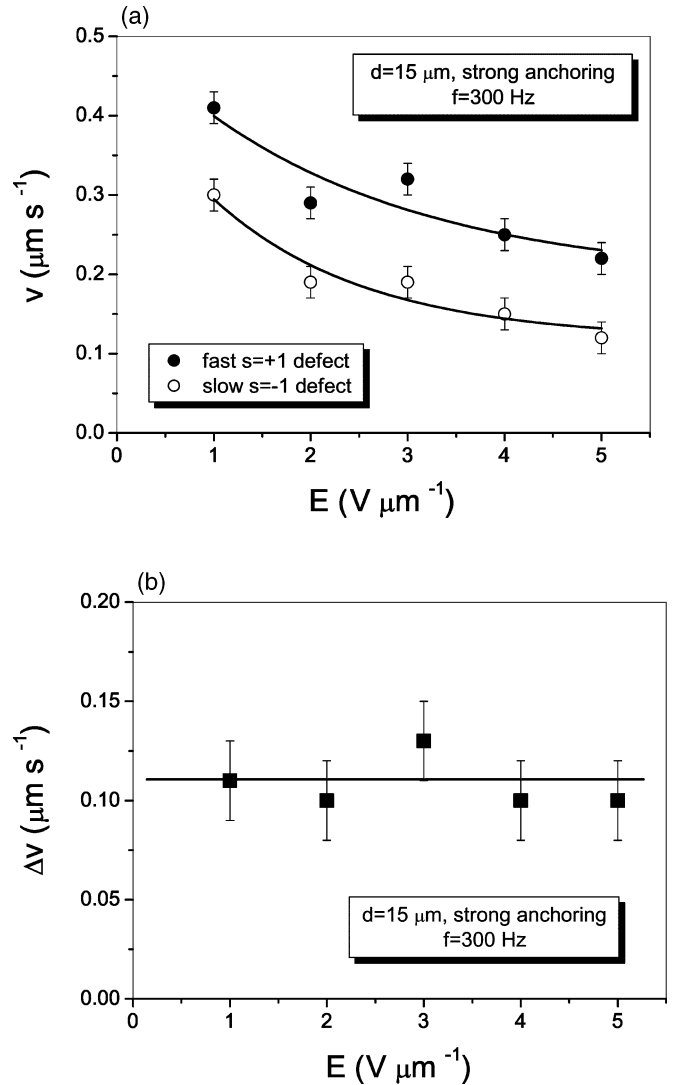 (a)
0.5
0.4
0.3
0.2
0.1
0.0
v (μm s⁻¹)
d=15 μm, strong anchoring
f=300 Hz
fast s=+1 defect
slow s=-1 defect
0 1 2 3 4 5
E (V μm⁻¹)
(b)
0.20
0.15
0.10
0.05
0.00
Δv (μm s⁻¹)
d=15 μm, strong anchoring
f=300 Hz
0 1 2 3 4 5
E (V μm⁻¹)